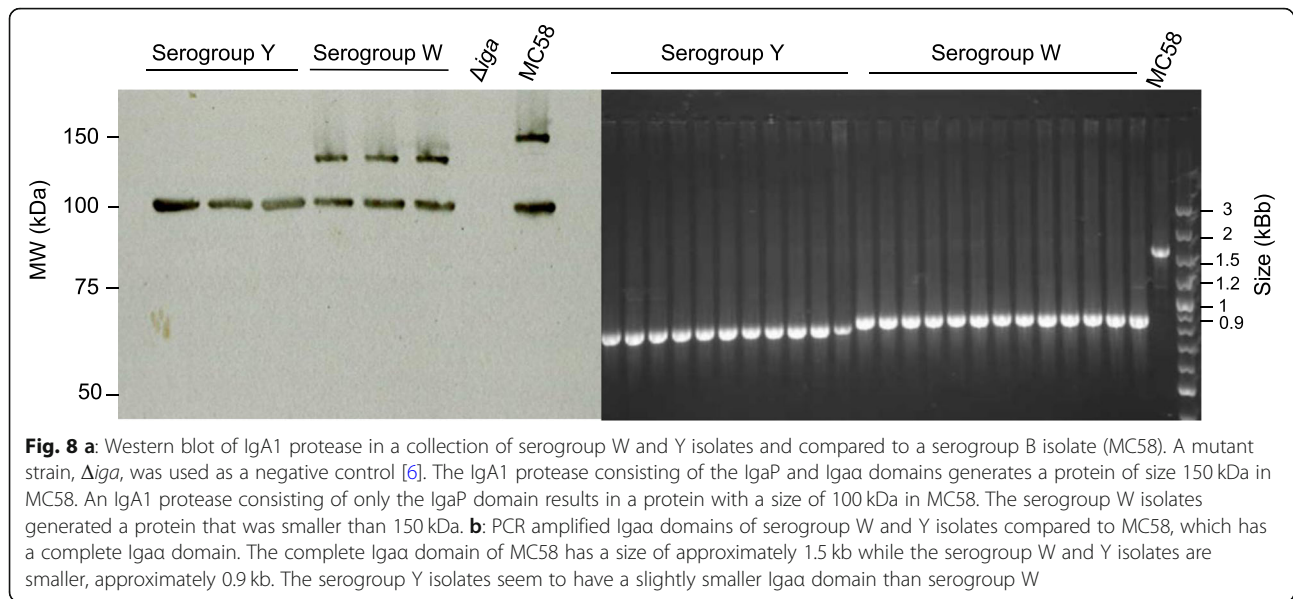 Serogroup Y
Serogroup W
Δiga
MC58
Serogroup Y
Serogroup W
MC58
MW (kDa)
150
100
75
50
3
2
1.5
1.2
1
0.9
Size (kBb)
Fig. 8 a: Western blot of IgA1 protease in a collection of serogroup W and Y isolates and compared to a serogroup B isolate (MC58). A mutant
strain, Δiga, was used as a negative control [6]. The IgA1 protease consisting of the IgaP and Igaα domains generates a protein of size 150 kDa in
MC58. An IgA1 protease consisting of only the IgaP domain results in a protein with a size of 100 kDa in MC58. The serogroup W isolates
generated a protein that was smaller than 150 kDa. b: PCR amplified Igaα domains of serogroup W and Y isolates compared to MC58, which has
a complete Igaα domain. The complete Igaα domain of MC58 has a size of approximately 1.5 kb while the serogroup W and Y isolates are
smaller, approximately 0.9 kb. The serogroup Y isolates seem to have a slightly smaller Igaα domain than serogroup W